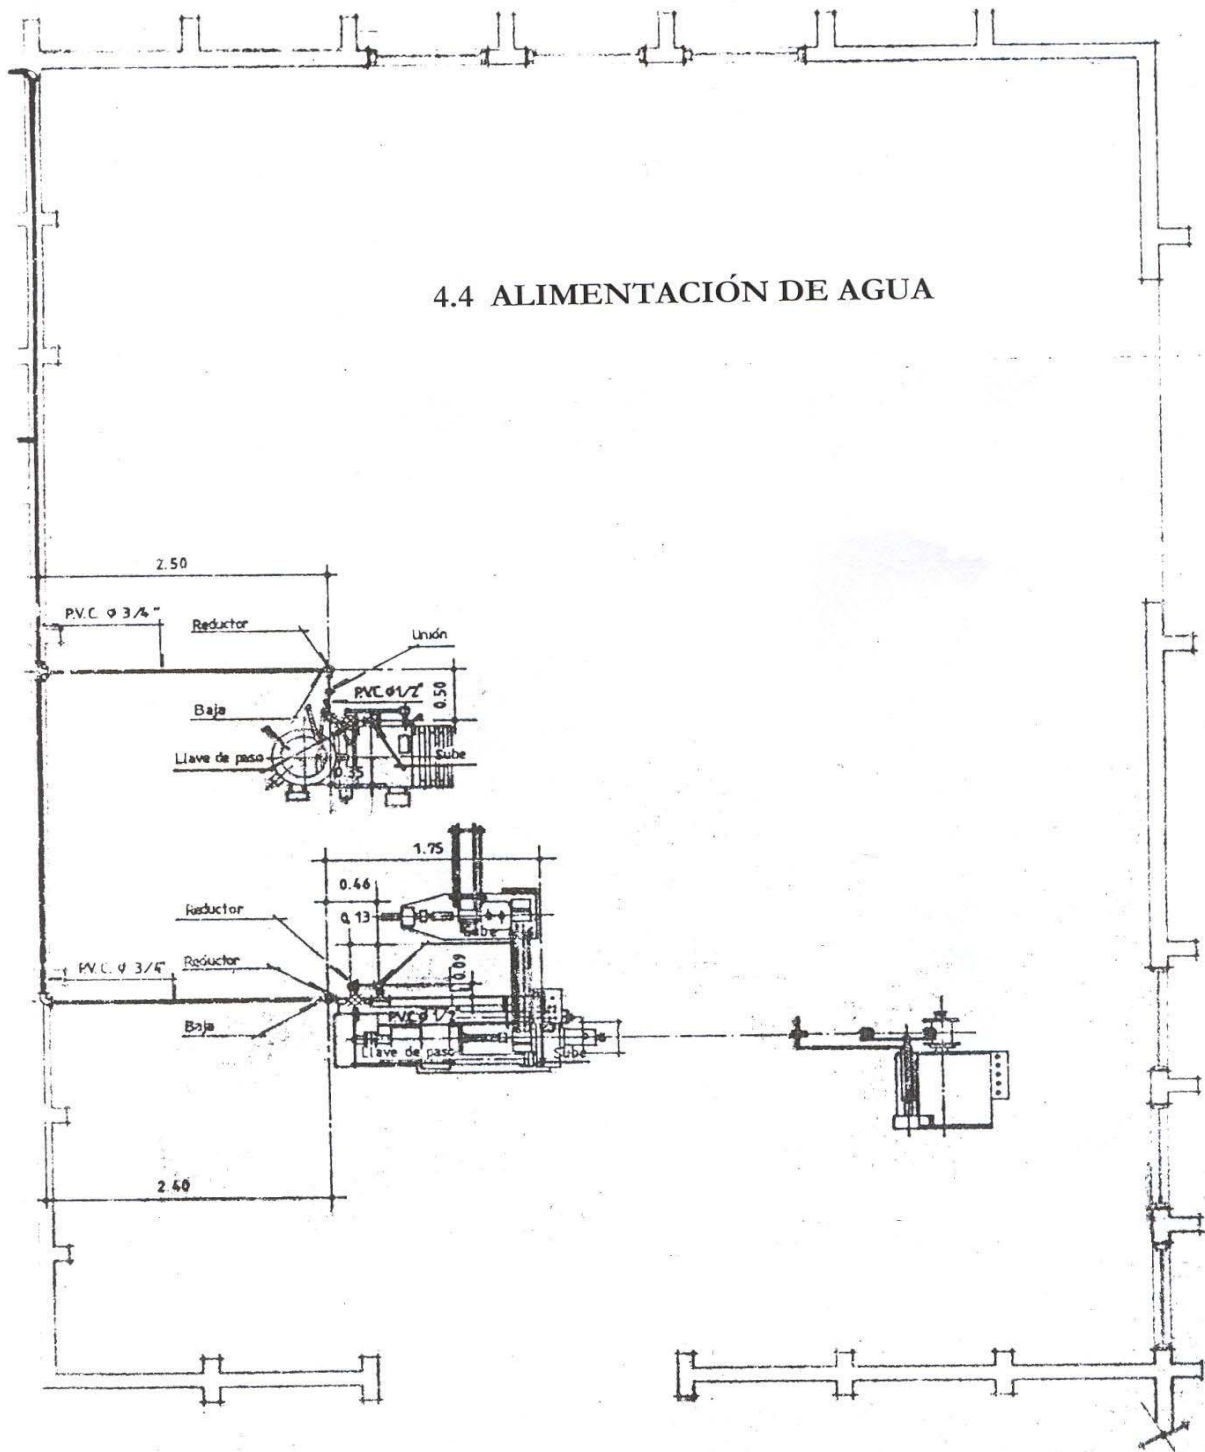 4.4 ALIMENTACIÓN DE AGUA
2.50
P.V.C. Φ 3/4"
Reductor
Unión
P.V.C. Φ 1/2"
0.50
Baja
Llave de paso
Sube
0.35
1.75
0.46
Reductor
0.13
Sube
Reductor
P.V.C. Φ 3/4"
0.09
Baja
P.V.C. Φ 1/2"
Llave de paso
Sube
2.40
N